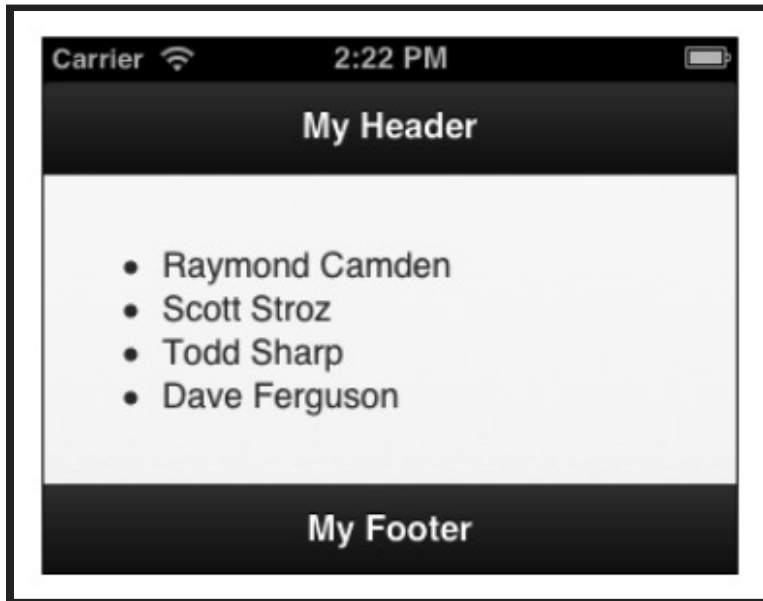 Carrier 2:22 PM
My Header
• Raymond Camden
• Scott Stroz
• Todd Sharp
• Dave Ferguson
My Footer